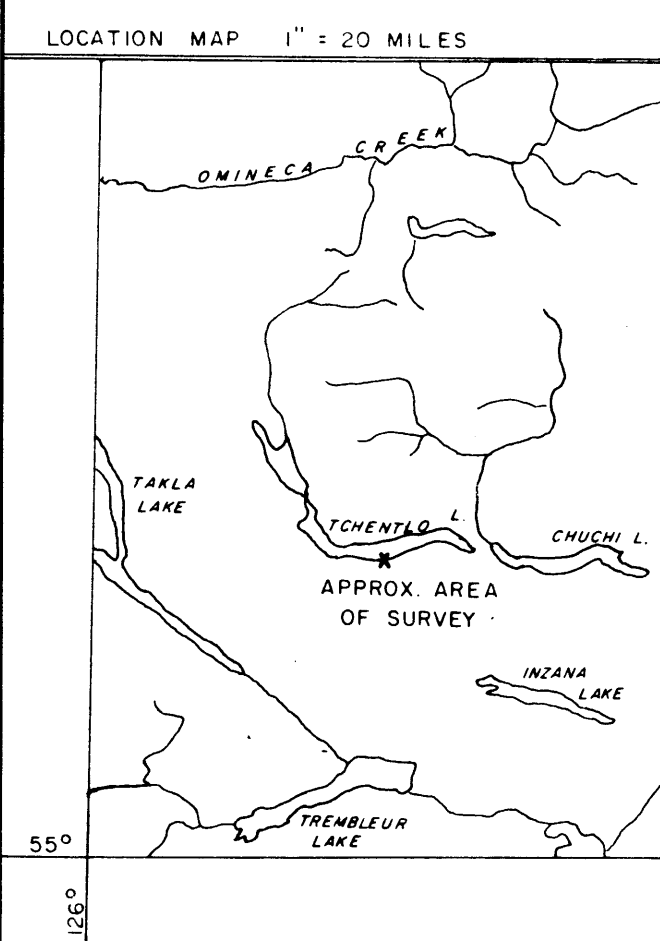 LOCATION MAP 1" = 20 MILES
OMINECA CREEK
TAKLA
LAKE
TCHENTLO L.
CHUCHI L.
APPROX. AREA
OF SURVEY
INZANA
LAKE
TREMBLEUR
LAKE
55°
126°